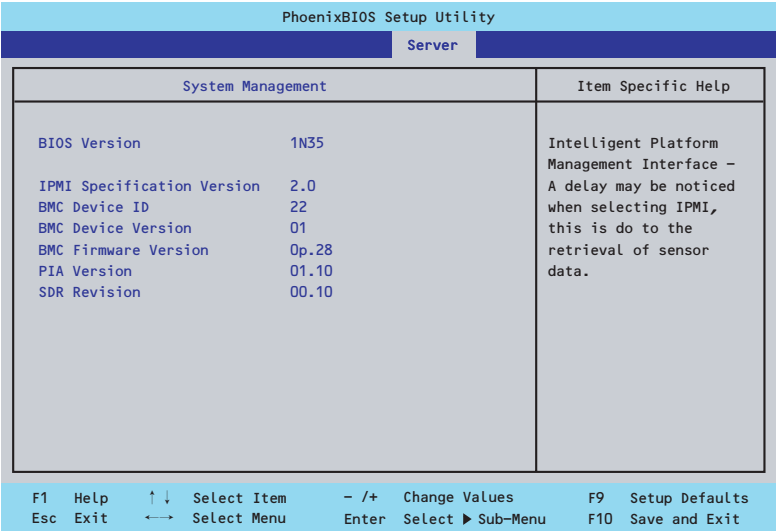 PhoenixBIOS Setup Utility
Server
System Management
Item Specific Help
BIOS Version 1N35
IPMI Specification Version 2.0
BMC Device ID 22
BMC Device Version 01
BMC Firmware Version 0p.28
PIA Version 01.10
SDR Revision 00.10
Intelligent Platform
Management Interface –
A delay may be noticed
when selecting IPMI,
this is do to the
retrieval of sensor
data.
F1 Help ↑↓ Select Item – /+ Change Values F9 Setup Defaults
Esc Exit ←→ Select Menu Enter Select ▶ Sub–Menu F10 Save and Exit